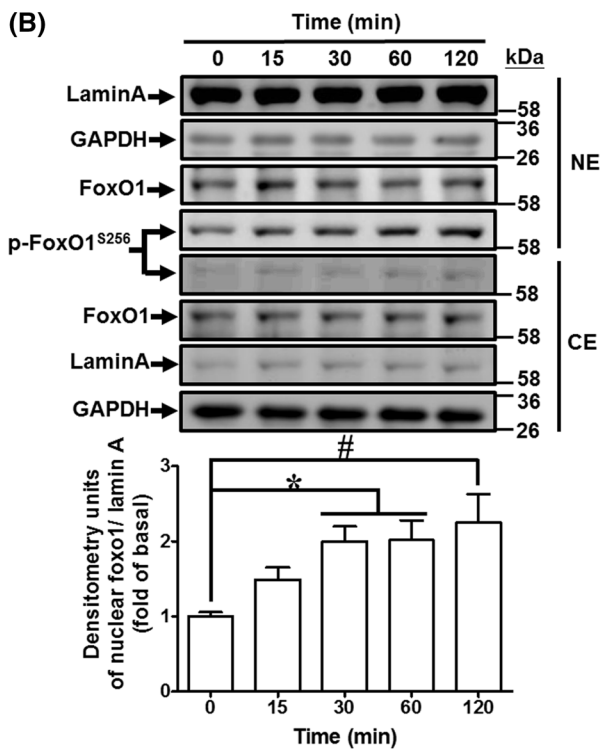 (B)
Time (min)
0 15 30 60 120 kDa
LaminA
58
GAPDH
36
26
NE
FoxO1
58
p-FoxO1S256
58
58
FoxO1
58
CE
LaminA
58
GAPDH
36
26
Densitometry units
of nuclear foxo1/ lamin A
(fold of basal)
3
2
1
0
#
*
0 15 30 60 120
Time (min)